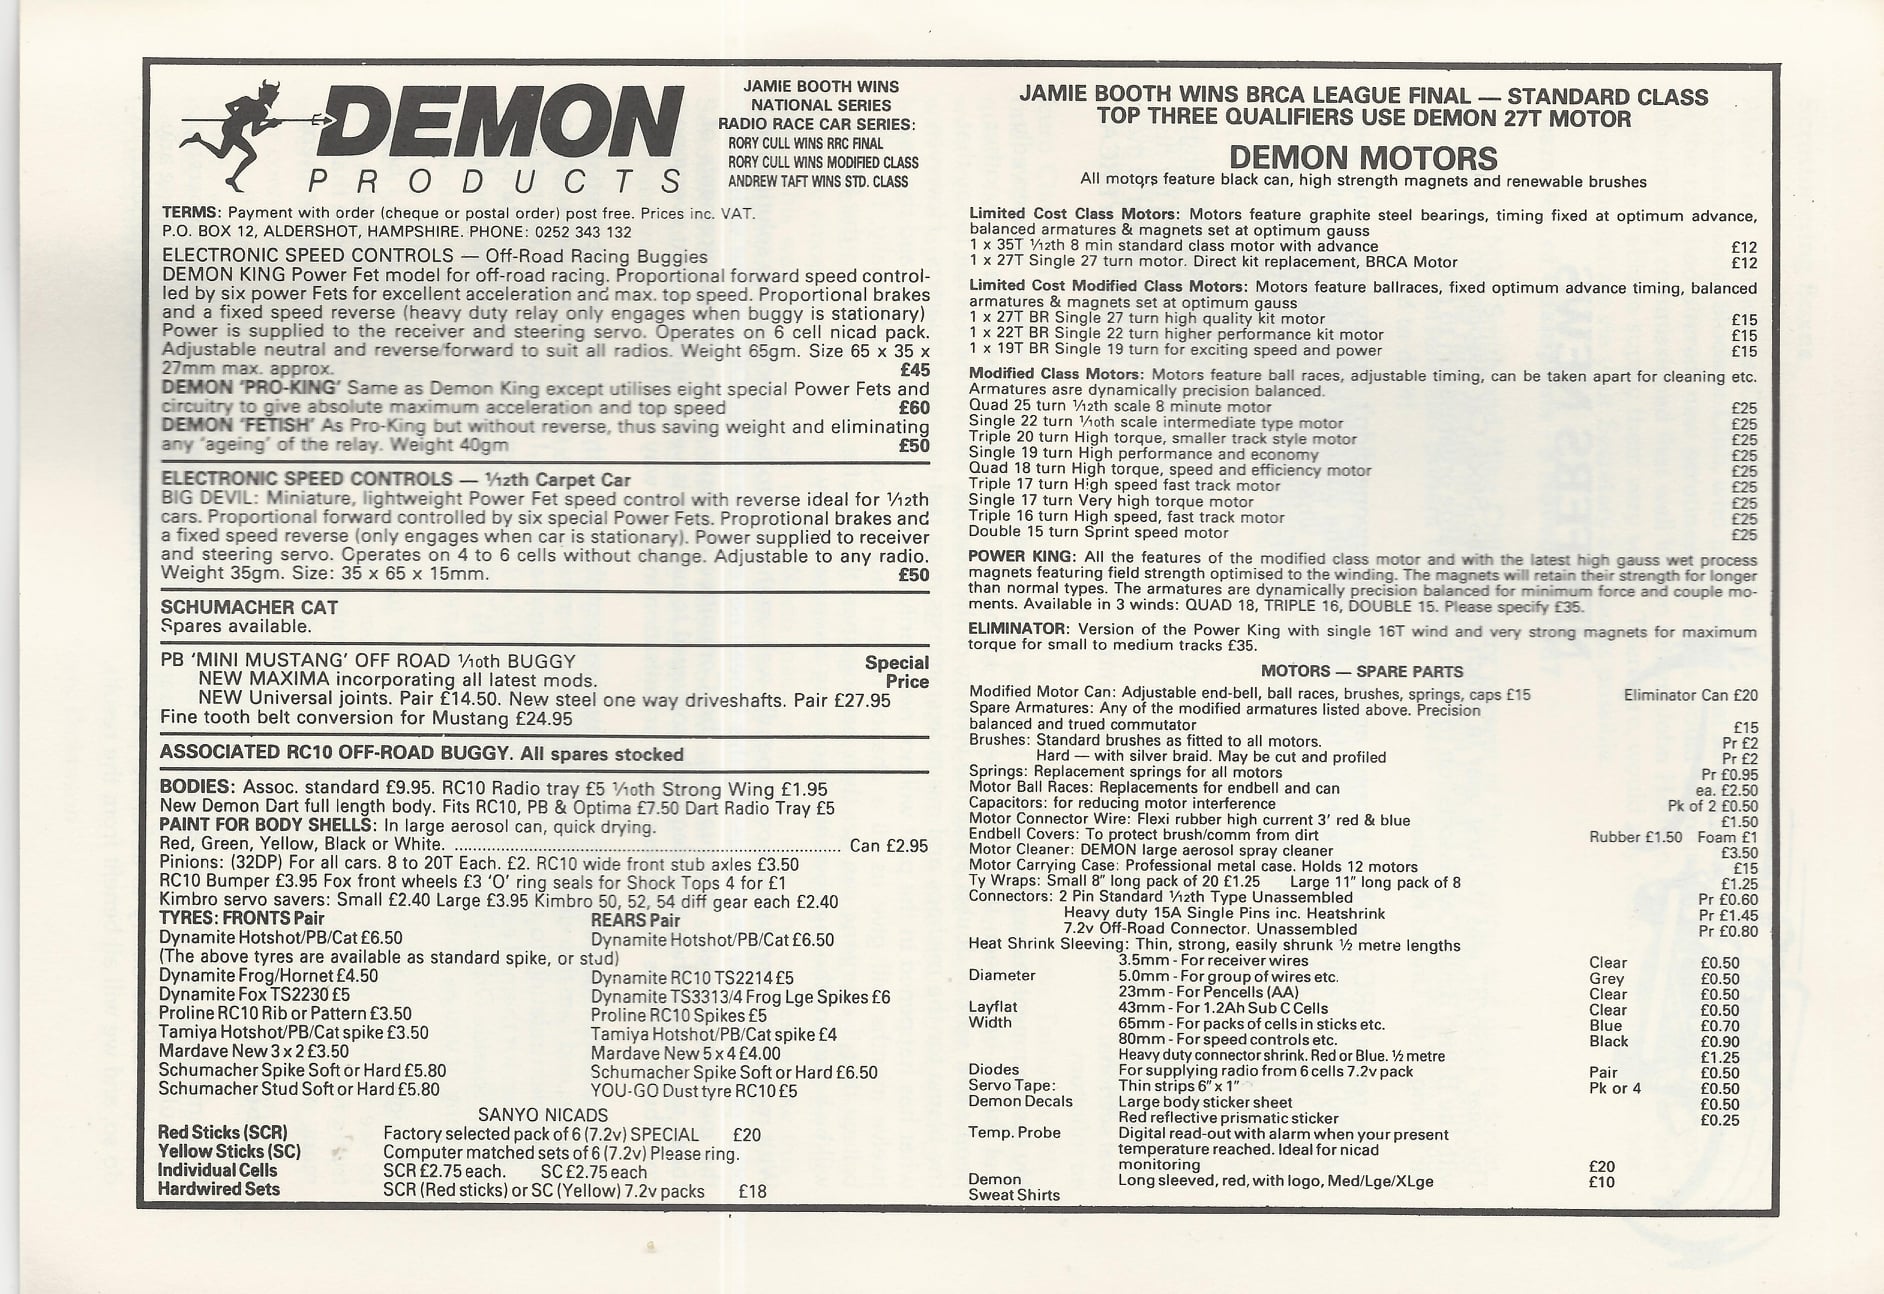 DEMON
PRODUCTS
JAMIE BOOTH WINS
NATIONAL SERIES
RADIO RACE CAR SERIES:
RORY CULL WINS RRC FINAL
RORY CULL WINS MODIFIED CLASS
ANDREW TAFT WINS STD. CLASS
TERMS: Payment with order (cheque or postal order) post free. Prices inc. VAT.
P.O. BOX 12, ALDERSHOT, HAMPSHIRE. PHONE: 0252 343 132
ELECTRONIC SPEED CONTROLS — Off-Road Racing Buggies
DEMON KING Power Fet model for off-road racing. Proportional forward speed control-
led by six power Fets for excellent acceleration and max. top speed. Proportional brakes
and a fixed speed reverse (heavy duty relay only engages when buggy is stationary)
Power is supplied to the receiver and steering servo. Operates on 6 cell nicad pack.
Adjustable neutral and reverse/forward to suit all radios. Weight 65gm. Size 65 x 35 x
27mm max. approx. £45
DEMON 'PRO-KING' Same as Demon King except utilises eight special Power Fets and
circuitry to give absolute maximum acceleration and top speed £60
DEMON 'FETISH' As Pro-King but without reverse, thus saving weight and eliminating
any 'ageing' of the relay. Weight 40gm £50
ELECTRONIC SPEED CONTROLS — 1/12th Carpet Car
BIG DEVIL: Miniature, lightweight Power Fet speed control with reverse ideal for 1/12th
cars. Proportional forward controlled by six special Power Fets. Proprotional brakes and
a fixed speed reverse (only engages when car is stationary). Power supplied to receiver
and steering servo. Operates on 4 to 6 cells without change. Adjustable to any radio.
Weight 35gm. Size: 35 x 65 x 15mm. £50
SCHUMACHER CAT
Spares available.
PB 'MINI MUSTANG' OFF ROAD 1/10th BUGGY Special
NEW MAXIMA incorporating all latest mods. Price
NEW Universal joints. Pair £14.50. New steel one way driveshafts. Pair £27.95
Fine tooth belt conversion for Mustang £24.95
ASSOCIATED RC10 OFF-ROAD BUGGY. All spares stocked
BODIES: Assoc. standard £9.95. RC10 Radio tray £5 1/10th Strong Wing £1.95
New Demon Dart full length body. Fits RC10, PB & Optima £7.50 Dart Radio Tray £5
PAINT FOR BODY SHELLS: In large aerosol can, quick drying.
Red, Green, Yellow, Black or White. ........ Can £2.95
Pinions: (32DP) For all cars. 8 to 20T Each. £2. RC10 wide front stub axles £3.50
RC10 Bumper £3.95 Fox front wheels £3 'O' ring seals for Shock Tops 4 for £1
Kimbro servo savers: Small £2.40 Large £3.95 Kimbro 50, 52, 54 diff gear each £2.40
TYRES: FRONTS Pair REARS Pair
Dynamite Hotshot/PB/Cat £6.50 Dynamite Hotshot/PB/Cat £6.50
(The above tyres are available as standard spike, or stud)
Dynamite Frog/Hornet £4.50 Dynamite RC10 TS2214 £5
Dynamite Fox TS2230 £5 Dynamite TS3313/4 Frog Lge Spikes £6
Proline RC10 Rib or Pattern £3.50 Proline RC10 Spikes £5
Tamiya Hotshot/PB/Cat spike £3.50 Tamiya Hotshot/PB/Cat spike £4
Mardave New 3 x 2 £3.50 Mardave New 5 x 4 £4.00
Schumacher Spike Soft or Hard £5.80 Schumacher Spike Soft or Hard £6.50
Schumacher Stud Soft or Hard £5.80 YOU-GO Dust tyre RC10 £5
SANYO NICADS
Red Sticks (SCR) Factory selected pack of 6 (7.2v) SPECIAL £20
Yellow Sticks (SC) Computer matched sets of 6 (7.2v) Please ring.
Individual Cells SCR £2.75 each. SC £2.75 each
Hardwired Sets SCR (Red sticks) or SC (Yellow) 7.2v packs £18
JAMIE BOOTH WINS BRCA LEAGUE FINAL — STANDARD CLASS
TOP THREE QUALIFIERS USE DEMON 27T MOTOR
DEMON MOTORS
All motors feature black can, high strength magnets and renewable brushes
Limited Cost Class Motors: Motors feature graphite steel bearings, timing fixed at optimum advance,
balanced armatures & magnets set at optimum gauss
1 x 35T 1/12th 8 min standard class motor with advance £12
1 x 27T Single 27 turn motor. Direct kit replacement, BRCA Motor £12
Limited Cost Modified Class Motors: Motors feature ballraces, fixed optimum advance timing, balanced
armatures & magnets set at optimum gauss
1 x 27T BR Single 27 turn high quality kit motor £15
1 x 22T BR Single 22 turn higher performance kit motor £15
1 x 19T BR Single 19 turn for exciting speed and power £15
Modified Class Motors: Motors feature ball races, adjustable timing, can be taken apart for cleaning etc.
Armatures asre dynamically precision balanced.
Quad 25 turn 1/12th scale 8 minute motor £25
Single 22 turn 1/10th scale intermediate type motor £25
Triple 20 turn High torque, smaller track style motor £25
Single 19 turn High performance and economy £25
Quad 18 turn High torque, speed and efficiency motor £25
Triple 17 turn High speed fast track motor £25
Single 17 turn Very high torque motor £25
Triple 16 turn High speed, fast track motor £25
Double 15 turn Sprint speed motor £25
POWER KING: All the features of the modified class motor and with the latest high gauss wet process
magnets featuring field strength optimised to the winding. The magnets will retain their strength for longer
than normal types. The armatures are dynamically precision balanced for minimum force and couple mo-
ments. Available in 3 winds: QUAD 18, TRIPLE 16, DOUBLE 15. Please specify £35.
ELIMINATOR: Version of the Power King with single 16T wind and very strong magnets for maximum
torque for small to medium tracks £35.
MOTORS — SPARE PARTS
Modified Motor Can: Adjustable end-bell, ball races, brushes, springs, caps £15 Eliminator Can £20
Spare Armatures: Any of the modified armatures listed above. Precision
balanced and trued commutator £15
Brushes: Standard brushes as fitted to all motors. Pr £2
Hard — with silver braid. May be cut and profiled Pr £2
Springs: Replacement springs for all motors Pr £0.95
Motor Ball Races: Replacements for endbell and can ea. £2.50
Capacitors: for reducing motor interference Pk of 2 £0.50
Motor Connector Wire: Flexi rubber high current 3' red & blue £1.50
Endbell Covers: To protect brush/comm from dirt Rubber £1.50 Foam £1
Motor Cleaner: DEMON large aerosol spray cleaner £3.50
Motor Carrying Case: Professional metal case. Holds 12 motors £15
Ty Wraps: Small 8" long pack of 20 £1.25 Large 11" long pack of 8 £1.25
Connectors: 2 Pin Standard 1/12th Type Unassembled Pr £0.60
Heavy duty 15A Single Pins inc. Heatshrink Pr £1.45
7.2v Off-Road Connector. Unassembled Pr £0.80
Heat Shrink Sleeving: Thin, strong, easily shrunk ½ metre lengths
3.5mm - For receiver wires Clear £0.50
Diameter 5.0mm - For group of wires etc. Grey £0.50
23mm - For Pencells (AA) Clear £0.50
Layflat 43mm - For 1.2Ah Sub C Cells Clear £0.50
Width 65mm - For packs of cells in sticks etc. Blue £0.70
80mm - For speed controls etc. Black £0.90
Heavy duty connector shrink. Red or Blue. ½ metre £1.25
Diodes For supplying radio from 6 cells 7.2v pack Pair £0.50
Servo Tape: Thin strips 6" x 1" Pk or 4 £0.50
Demon Decals Large body sticker sheet £0.50
Red reflective prismatic sticker £0.25
Temp. Probe Digital read-out with alarm when your present
temperature reached. Ideal for nicad
monitoring £20
Demon Long sleeved, red, with logo, Med/Lge/XLge £10
Sweat Shirts